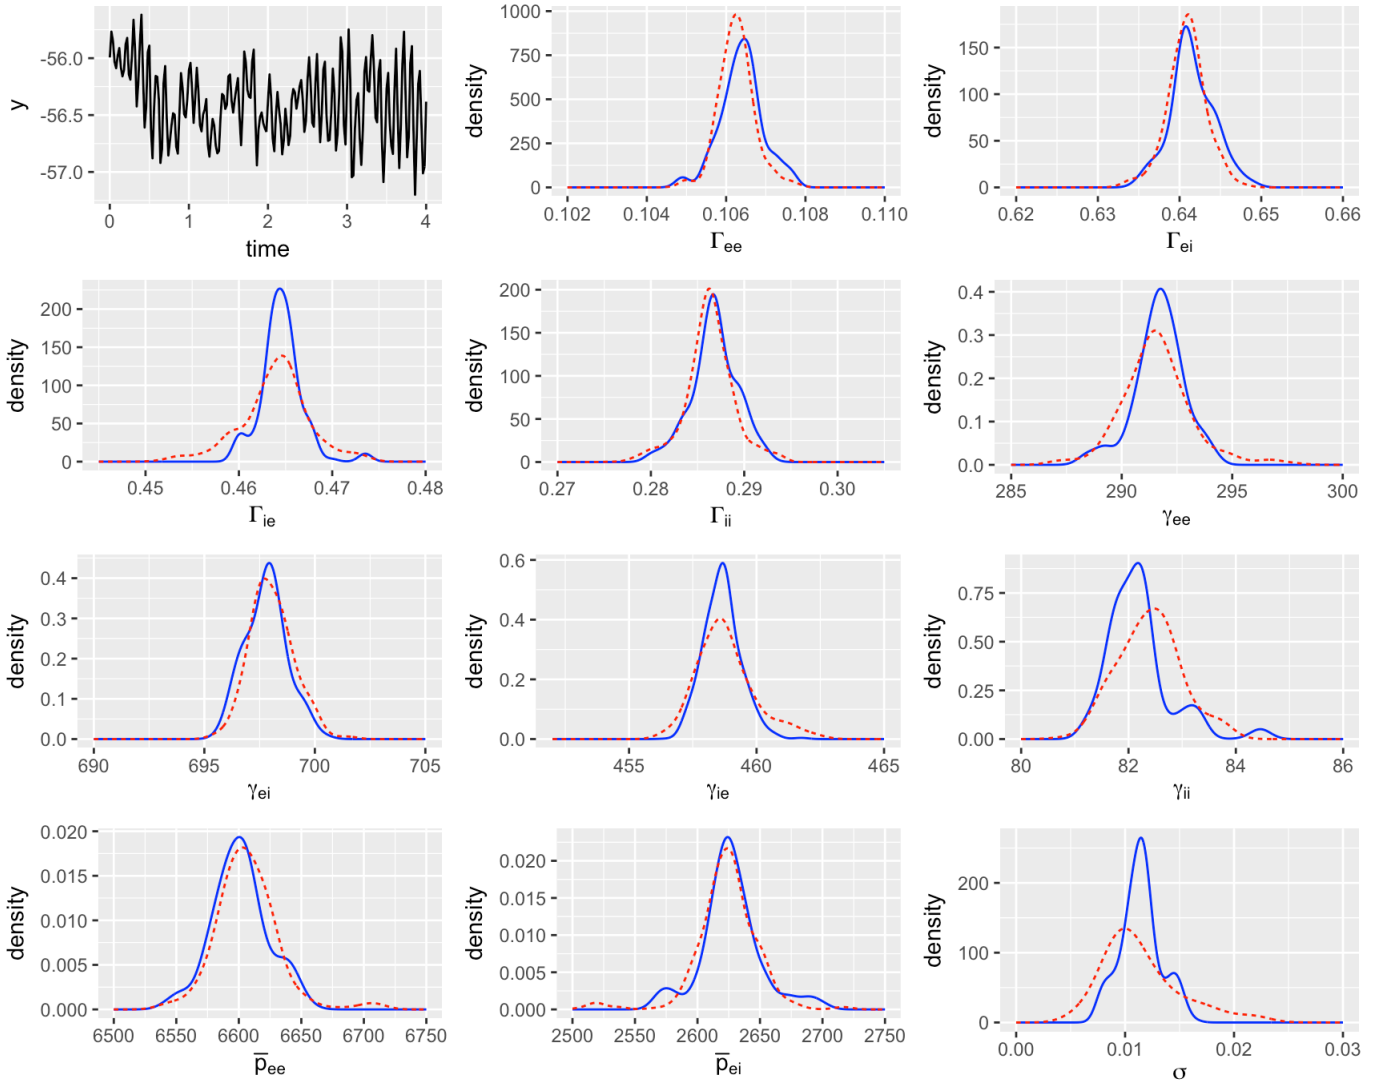 y
-56.0
-56.5
-57.0
0 1 2 3 4
time
density
1000
750
500
250
0
0.102 0.104 0.106 0.108 0.110
Γee
density
150
100
50
0
0.62 0.63 0.64 0.65 0.66
Γei
density
200
150
100
50
0
0.45 0.46 0.47 0.48
Γie
density
200
150
100
50
0
0.27 0.28 0.29 0.30
Γii
density
0.4
0.3
0.2
0.1
0.0
285 290 295 300
γee
density
0.4
0.3
0.2
0.1
0.0
690 695 700 705
γei
density
0.6
0.4
0.2
0.0
455 460 465
γie
density
0.75
0.50
0.25
0.00
80 82 84 86
γii
density
0.020
0.015
0.010
0.005
0.000
6500 6550 6600 6650 6700 6750
p̅ee
density
0.020
0.015
0.010
0.005
0.000
2500 2550 2600 2650 2700 2750
p̅ei
density
200
100
0
0.00 0.01 0.02 0.03
σ